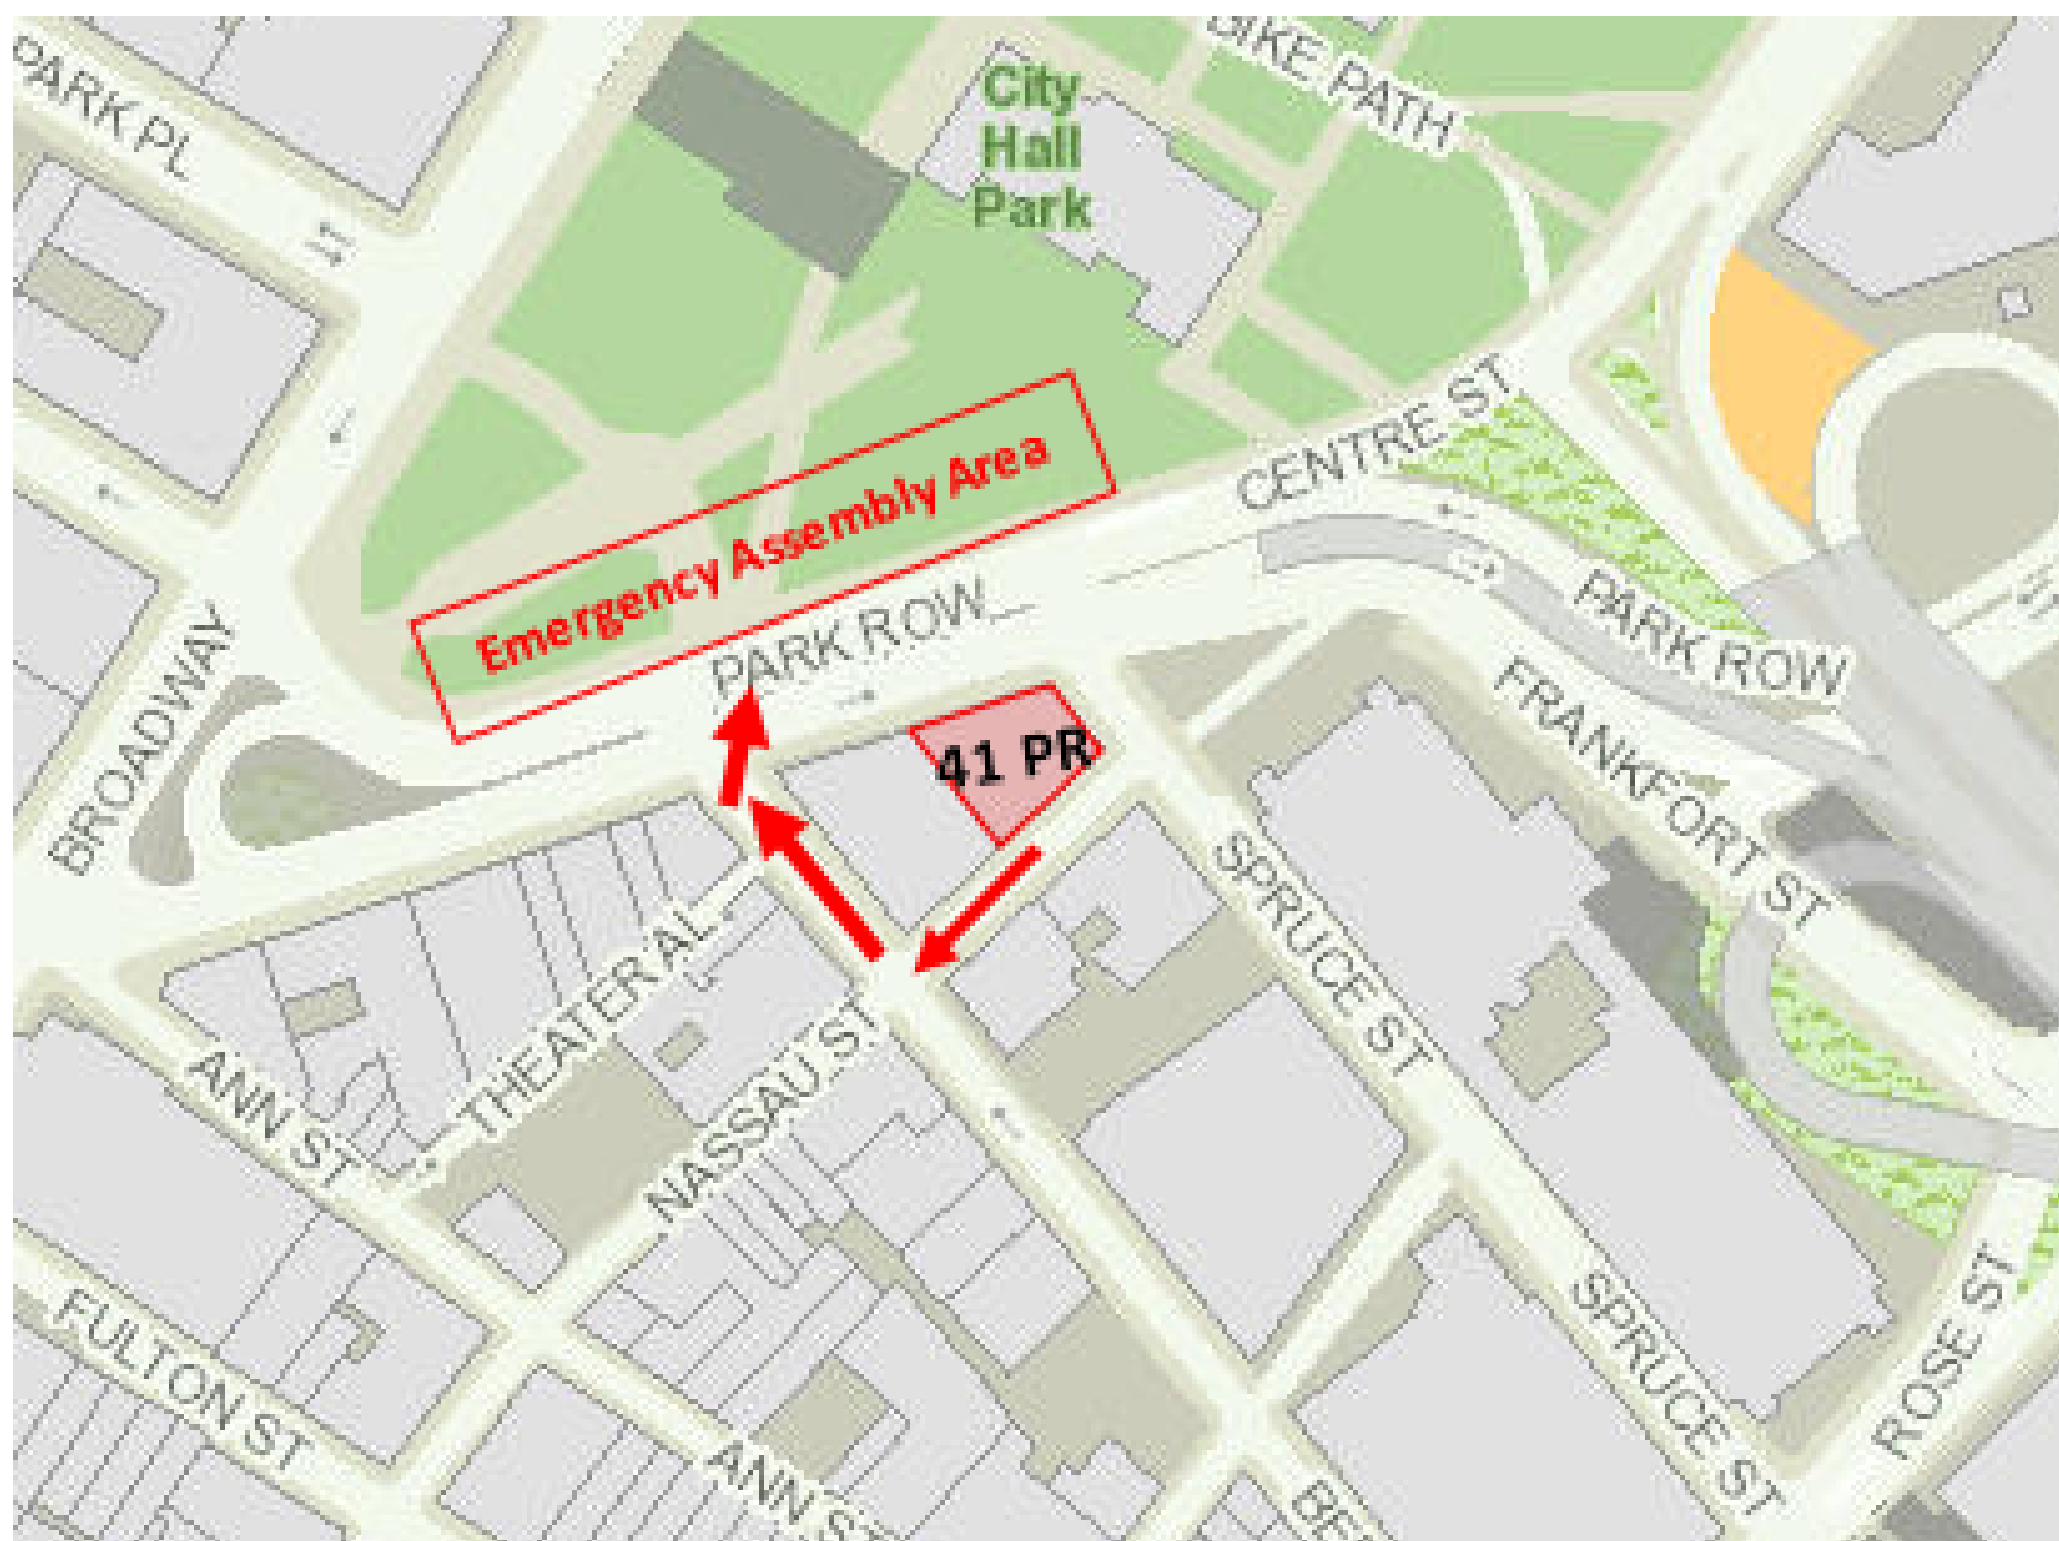 PARK PL
City
Hall
Park
BIKE PATH
CENTRE ST
Emergency Assembly Area
PARK ROW
PARK ROW
BROADWAY
41 PR
FRANKFORT ST
SPRUCE ST
THEATER AL
NASSAU ST
ANN ST
FULTON ST
ANN ST
SPRUCE ST
ROSE ST